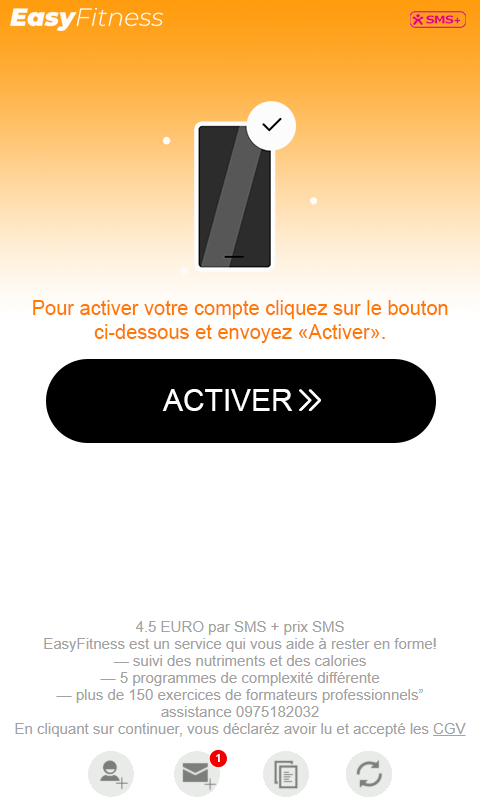 EasyFitness
SMS+
Pour activer votre compte cliquez sur le bouton
ci-dessous et envoyez «Activer».
ACTIVER
4.5 EURO par SMS + prix SMS
EasyFitness est un service qui vous aide à rester en forme!
— suivi des nutriments et des calories
— 5 programmes de complexité différente
— plus de 150 exercices de formateurs professionnels”
assistance 0975182032
En cliquant sur continuer, vous déclaréz avoir lu et accepté les CGV
1